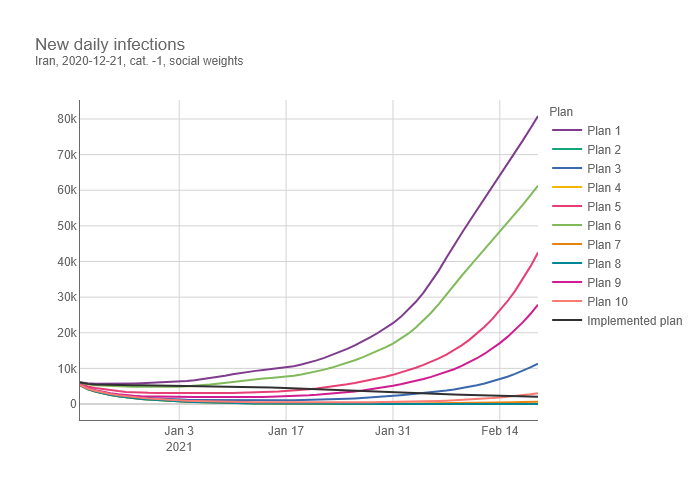 New daily infections
Iran, 2020-12-21, cat. -1, social weights
Plan
80k
70k
60k
50k
40k
30k
20k
10k
0
Plan 1
Plan 2
Plan 3
Plan 4
Plan 5
Plan 6
Plan 7
Plan 8
Plan 9
Plan 10
Implemented plan
Jan 3
2021
Jan 17
Jan 31
Feb 14